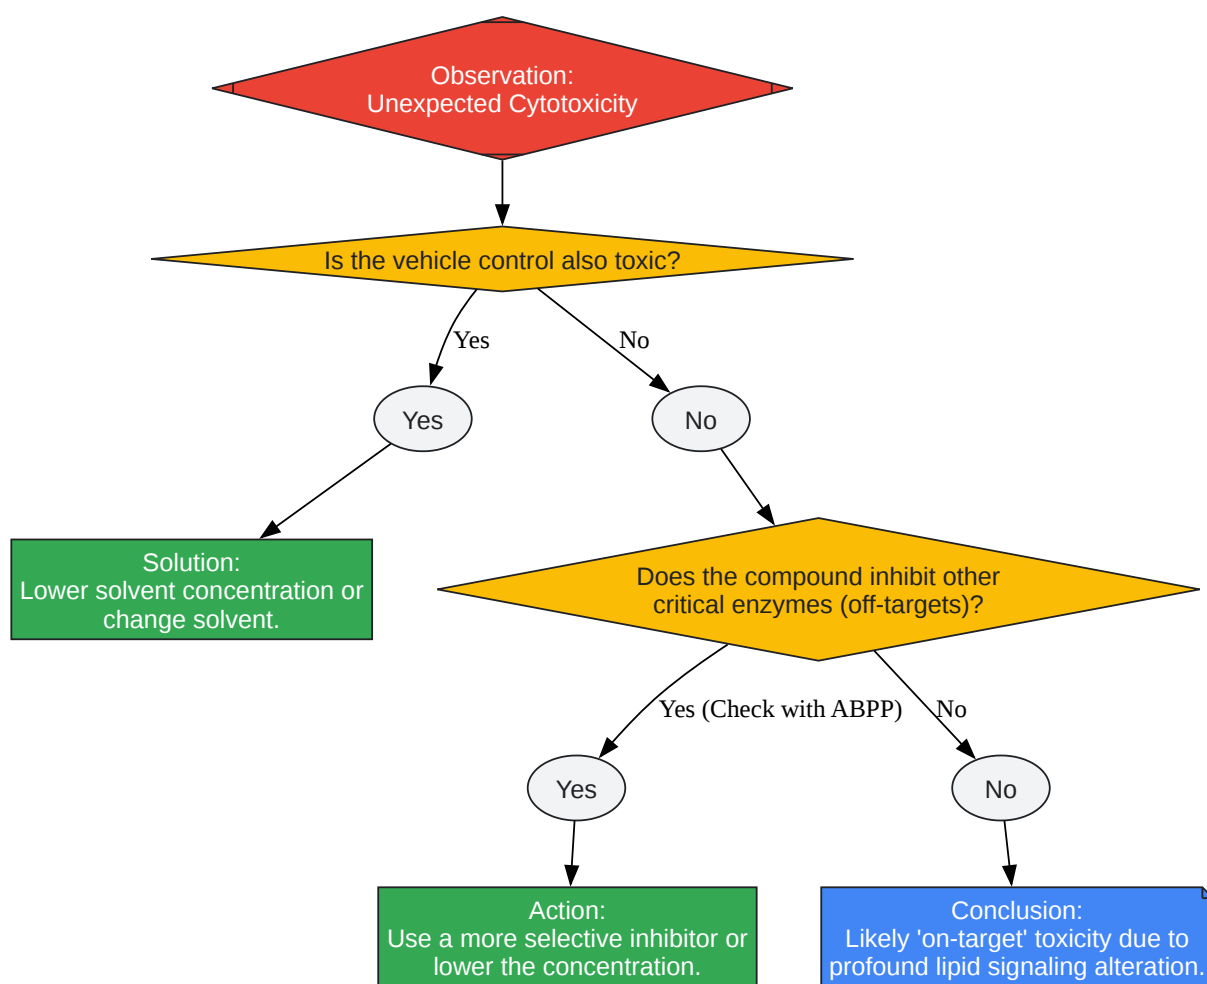 Observation:
Unexpected Cytotoxicity
Is the vehicle control also toxic?
Yes
No
Yes
No
Solution:
Lower solvent concentration or
change solvent.
Does the compound inhibit other
critical enzymes (off-targets)?
Yes (Check with ABPP)
No
Yes
No
Action:
Use a more selective inhibitor or
lower the concentration.
Conclusion:
Likely 'on-target' toxicity due to
profound lipid signaling alteration.